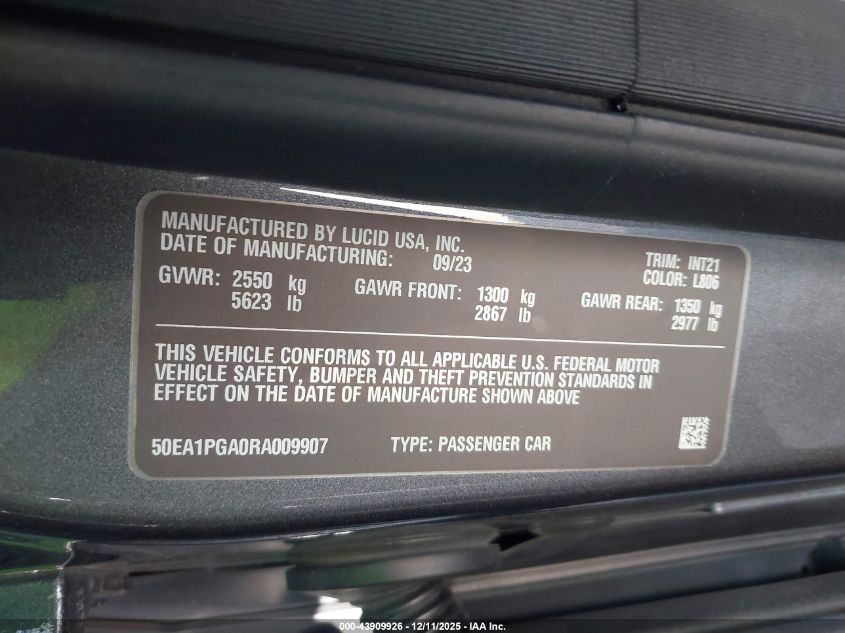 MANUFACTURED BY LUCID USA, INC.
DATE OF MANUFACTURING: 09/23
TRIM: INT21
COLOR: L806
GVWR: 2550 kg
5623 lb
GAWR FRONT: 1300 kg
2867 lb
GAWR REAR: 1350 kg
2977 lb
THIS VEHICLE CONFORMS TO ALL APPLICABLE U.S. FEDERAL MOTOR
VEHICLE SAFETY, BUMPER AND THEFT PREVENTION STANDARDS IN
EFFECT ON THE DATE OF MANUFACTURE SHOWN ABOVE
50EA1PGA0RA009907 TYPE: PASSENGER CAR
000-43909926 - 12/11/2025 - IAA Inc.